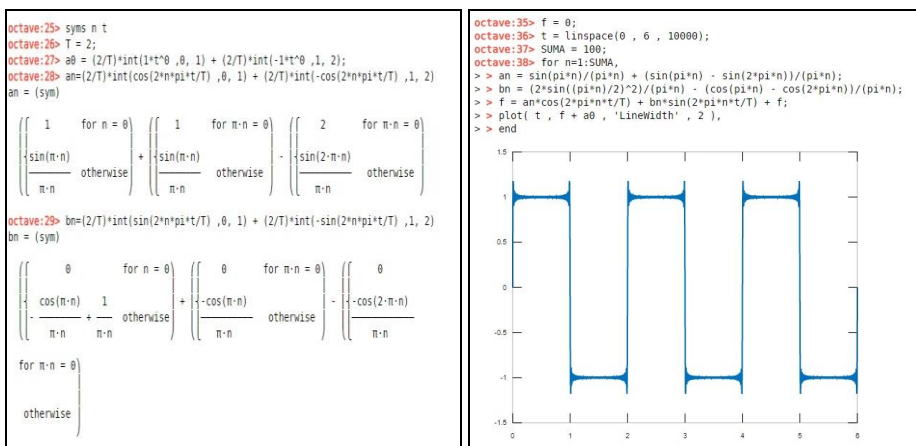 octave:25> syms n t
octave:26> T = 2;
octave:27> a0 = (2/T)*int(1*t^0 ,0, 1) + (2/T)*int(-1*t^0 ,1, 2);
octave:28> an=(2/T)*int(cos(2*n*pi*t/T) ,0, 1) + (2/T)*int(-cos(2*n*pi*t/T) ,1, 2)
an = (sym)
1 for n = 0 1 for π·n = 0 2 for π·n = 0
sin(π·n) + sin(π·n) - sin(2·π·n)
otherwise otherwise otherwise
π·n π·n π·n
octave:29> bn=(2/T)*int(sin(2*n*pi*t/T) ,0, 1) + (2/T)*int(-sin(2*n*pi*t/T) ,1, 2)
bn = (sym)
0 for n = 0 0 for π·n = 0 0
cos(π·n) 1 + -cos(π·n) - -cos(2·π·n)
- + otherwise otherwise
π·n π·n π·n π·n
for π·n = 0
otherwise
octave:35> f = 0;
octave:36> t = linspace(0 , 6 , 10000);
octave:37> SUMA = 100;
octave:38> for n=1:SUMA,
> > an = sin(pi*n)/(pi*n) + (sin(pi*n) - sin(2*pi*n))/(pi*n);
> > bn = (2*sin((pi*n)/2)^2)/(pi*n) - (cos(pi*n) - cos(2*pi*n))/(pi*n);
> > f = an*cos(2*pi*n*t/T) + bn*sin(2*pi*n*t/T) + f;
> > plot( t , f + a0 , 'LineWidth' , 2 ),
> > end
1.5
1
0.5
0
-0.5
-1
-1.5
0 1 2 3 4 5 6